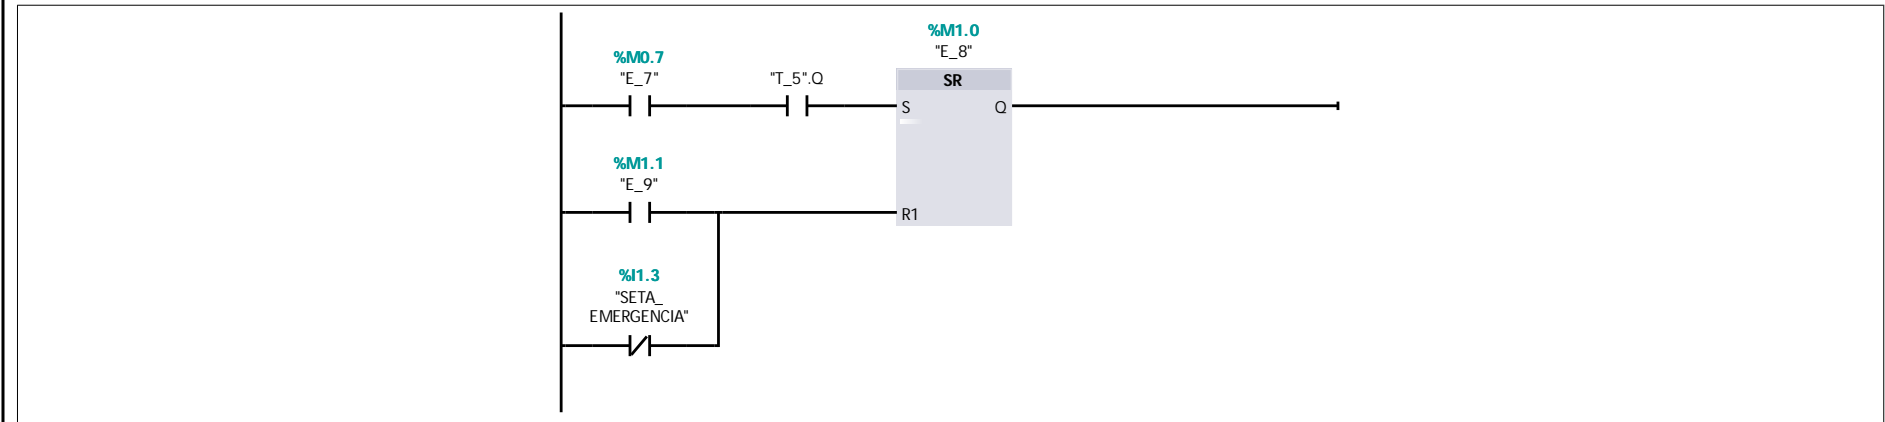 %M1.0
"E_8"
%M0.7
"E_7"
"T_5".Q
SR
S
Q
%M1.1
"E_9"
R1
%I1.3
"SETA_
EMERGENCIA"